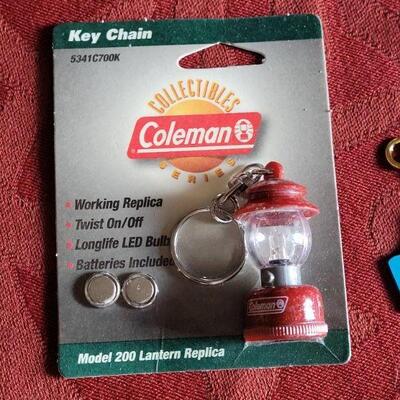 Key Chain
5341C700K
COLLECTIBLES
Coleman
SERIES
• Working Replica
• Twist On/Off
• Longlife LED Bulb
• Batteries Included
Coleman
Model 200 Lantern Replica